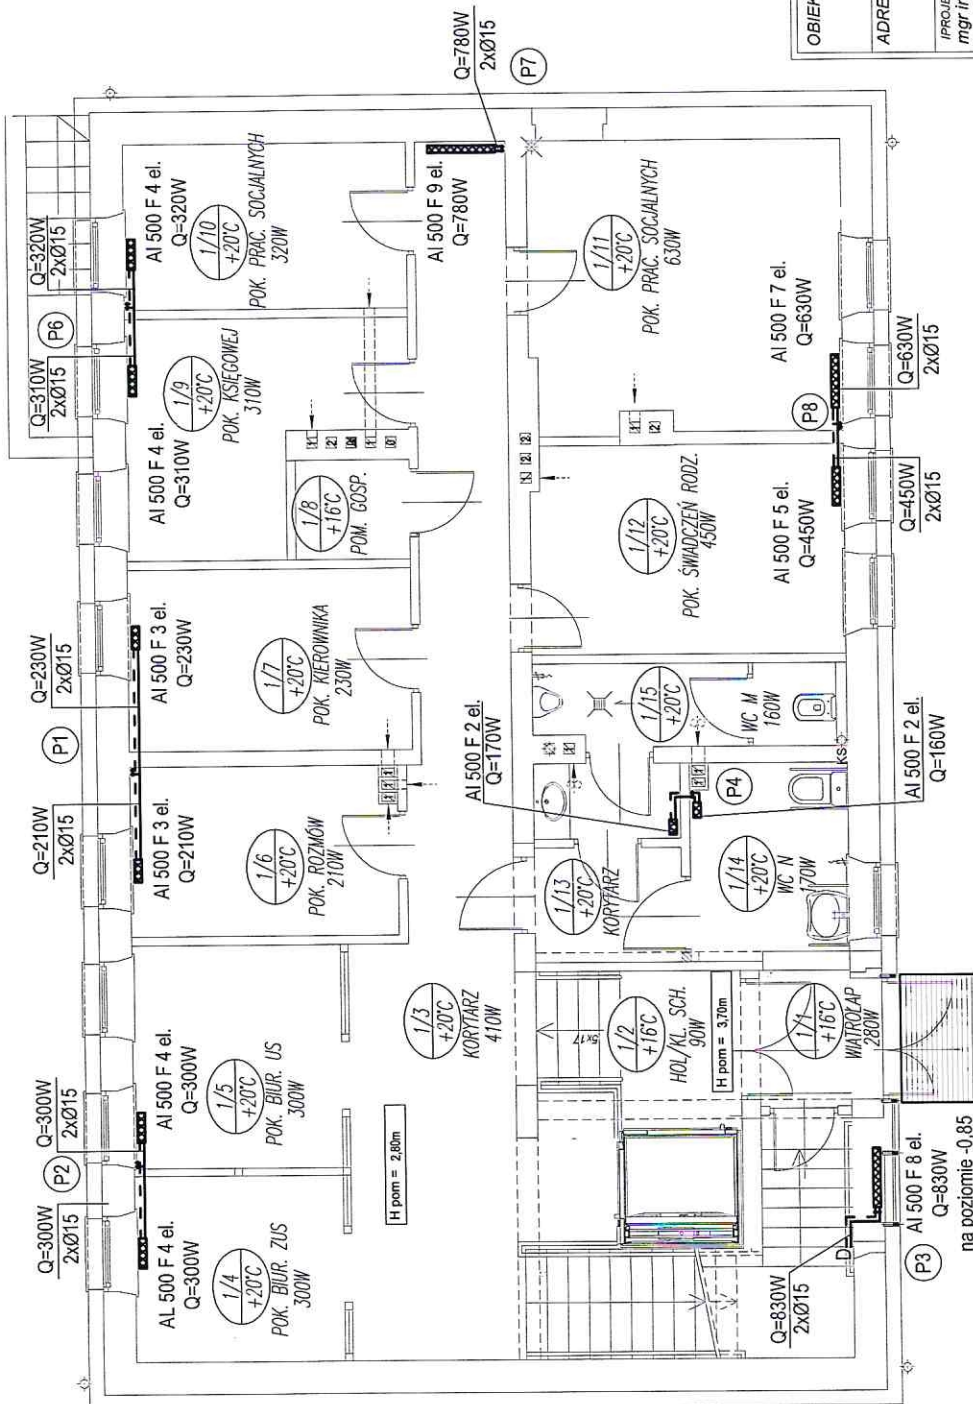 OBIEK
ADRE
mgr in
Q=780W
2xØ15
P7
Q=320W
2xØ15
P6
Q=310W
2xØ15
Al 500 F 4 el.
Q=320W
1/10
+20°C
POK. PRAC. SOCJALNYCH
320W
Al 500 F 9 el.
Q=780W
Al 500 F 4 el.
Q=310W
1/9
+20°C
POK. KSIĘGOWEJ
310W
1/8
+16°C
POM. GOSP.
1/11
+20°C
POK. PRAC. SOCJALNYCH
630W
Al 500 F 7 el.
Q=630W
P8
Q=630W
2xØ15
Q=230W
2xØ15
P1
Q=210W
2xØ15
Al 500 F 3 el.
Q=230W
1/7
+20°C
POK. KIEROWNIKA
230W
1/12
+20°C
POK. ŚWIADCZEŃ RODZ.
450W
Al 500 F 5 el.
Q=450W
Q=450W
2xØ15
Al 500 F 3 el.
Q=210W
1/6
+20°C
POK. ROZMÓW
210W
Al 500 F 2 el.
Q=170W
1/15
+20°C
WC M
160W
P4
KS
Al 500 F 2 el.
Q=160W
1/13
+20°C
KORYTARZ
1/14
+20°C
WC N
170W
Q=300W
2xØ15
P2
Q=300W
2xØ15
Al 500 F 4 el.
Q=300W
1/5
+20°C
POK. BIUR. US
300W
1/3
+20°C
KORYTARZ
410W
H pom = 2,80m
5x17
1/2
+16°C
HOL/KL. SCH.
90W
H pom = 3,70m
1/1
+16°C
WIATROŁAP
280W
AL 500 F 4 el.
Q=300W
1/4
+20°C
POK. BIUR. ZUS
300W
Q=830W
2xØ15
D
P3
Al 500 F 8 el.
Q=830W
na poziomie -0.85